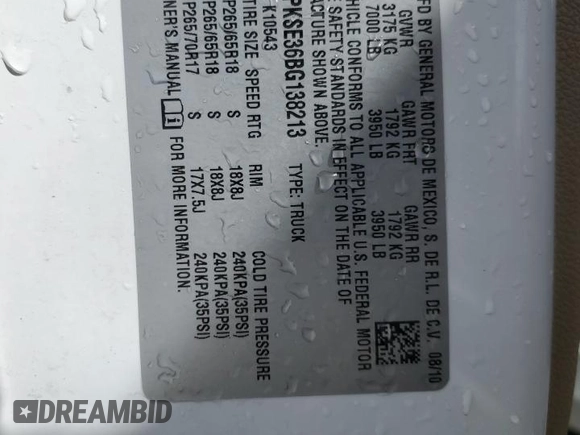 FD BY GENERAL MOTORS DE MEXICO, S. DE R.L. DE C.V. 08/10
GVWR GAWR FRT GAWR RR
3175 KG 1792 KG 1792 KG
7000 LB 3950 LB 3950 LB
VEHICLE CONFORMS TO ALL APPLICABLE U.S. FEDERAL MOTOR
E SAFETY STANDARDS IN EFFECT ON THE DATE OF
FACTURE SHOWN ABOVE.
PKSE36BG138213 TYPE: TRUCK
K10543
TIRE SIZE SPEED RTG RIM COLD TIRE PRESSURE
P265/65R18 S 18X8J 240KPA(35PSI)
P265/65R18 S 18X8J 240KPA(35PSI)
P265/70R17 S 17X7.5J 240KPA(35PSI)
NER'S MANUAL FOR MORE INFORMATION.
DREAMBID